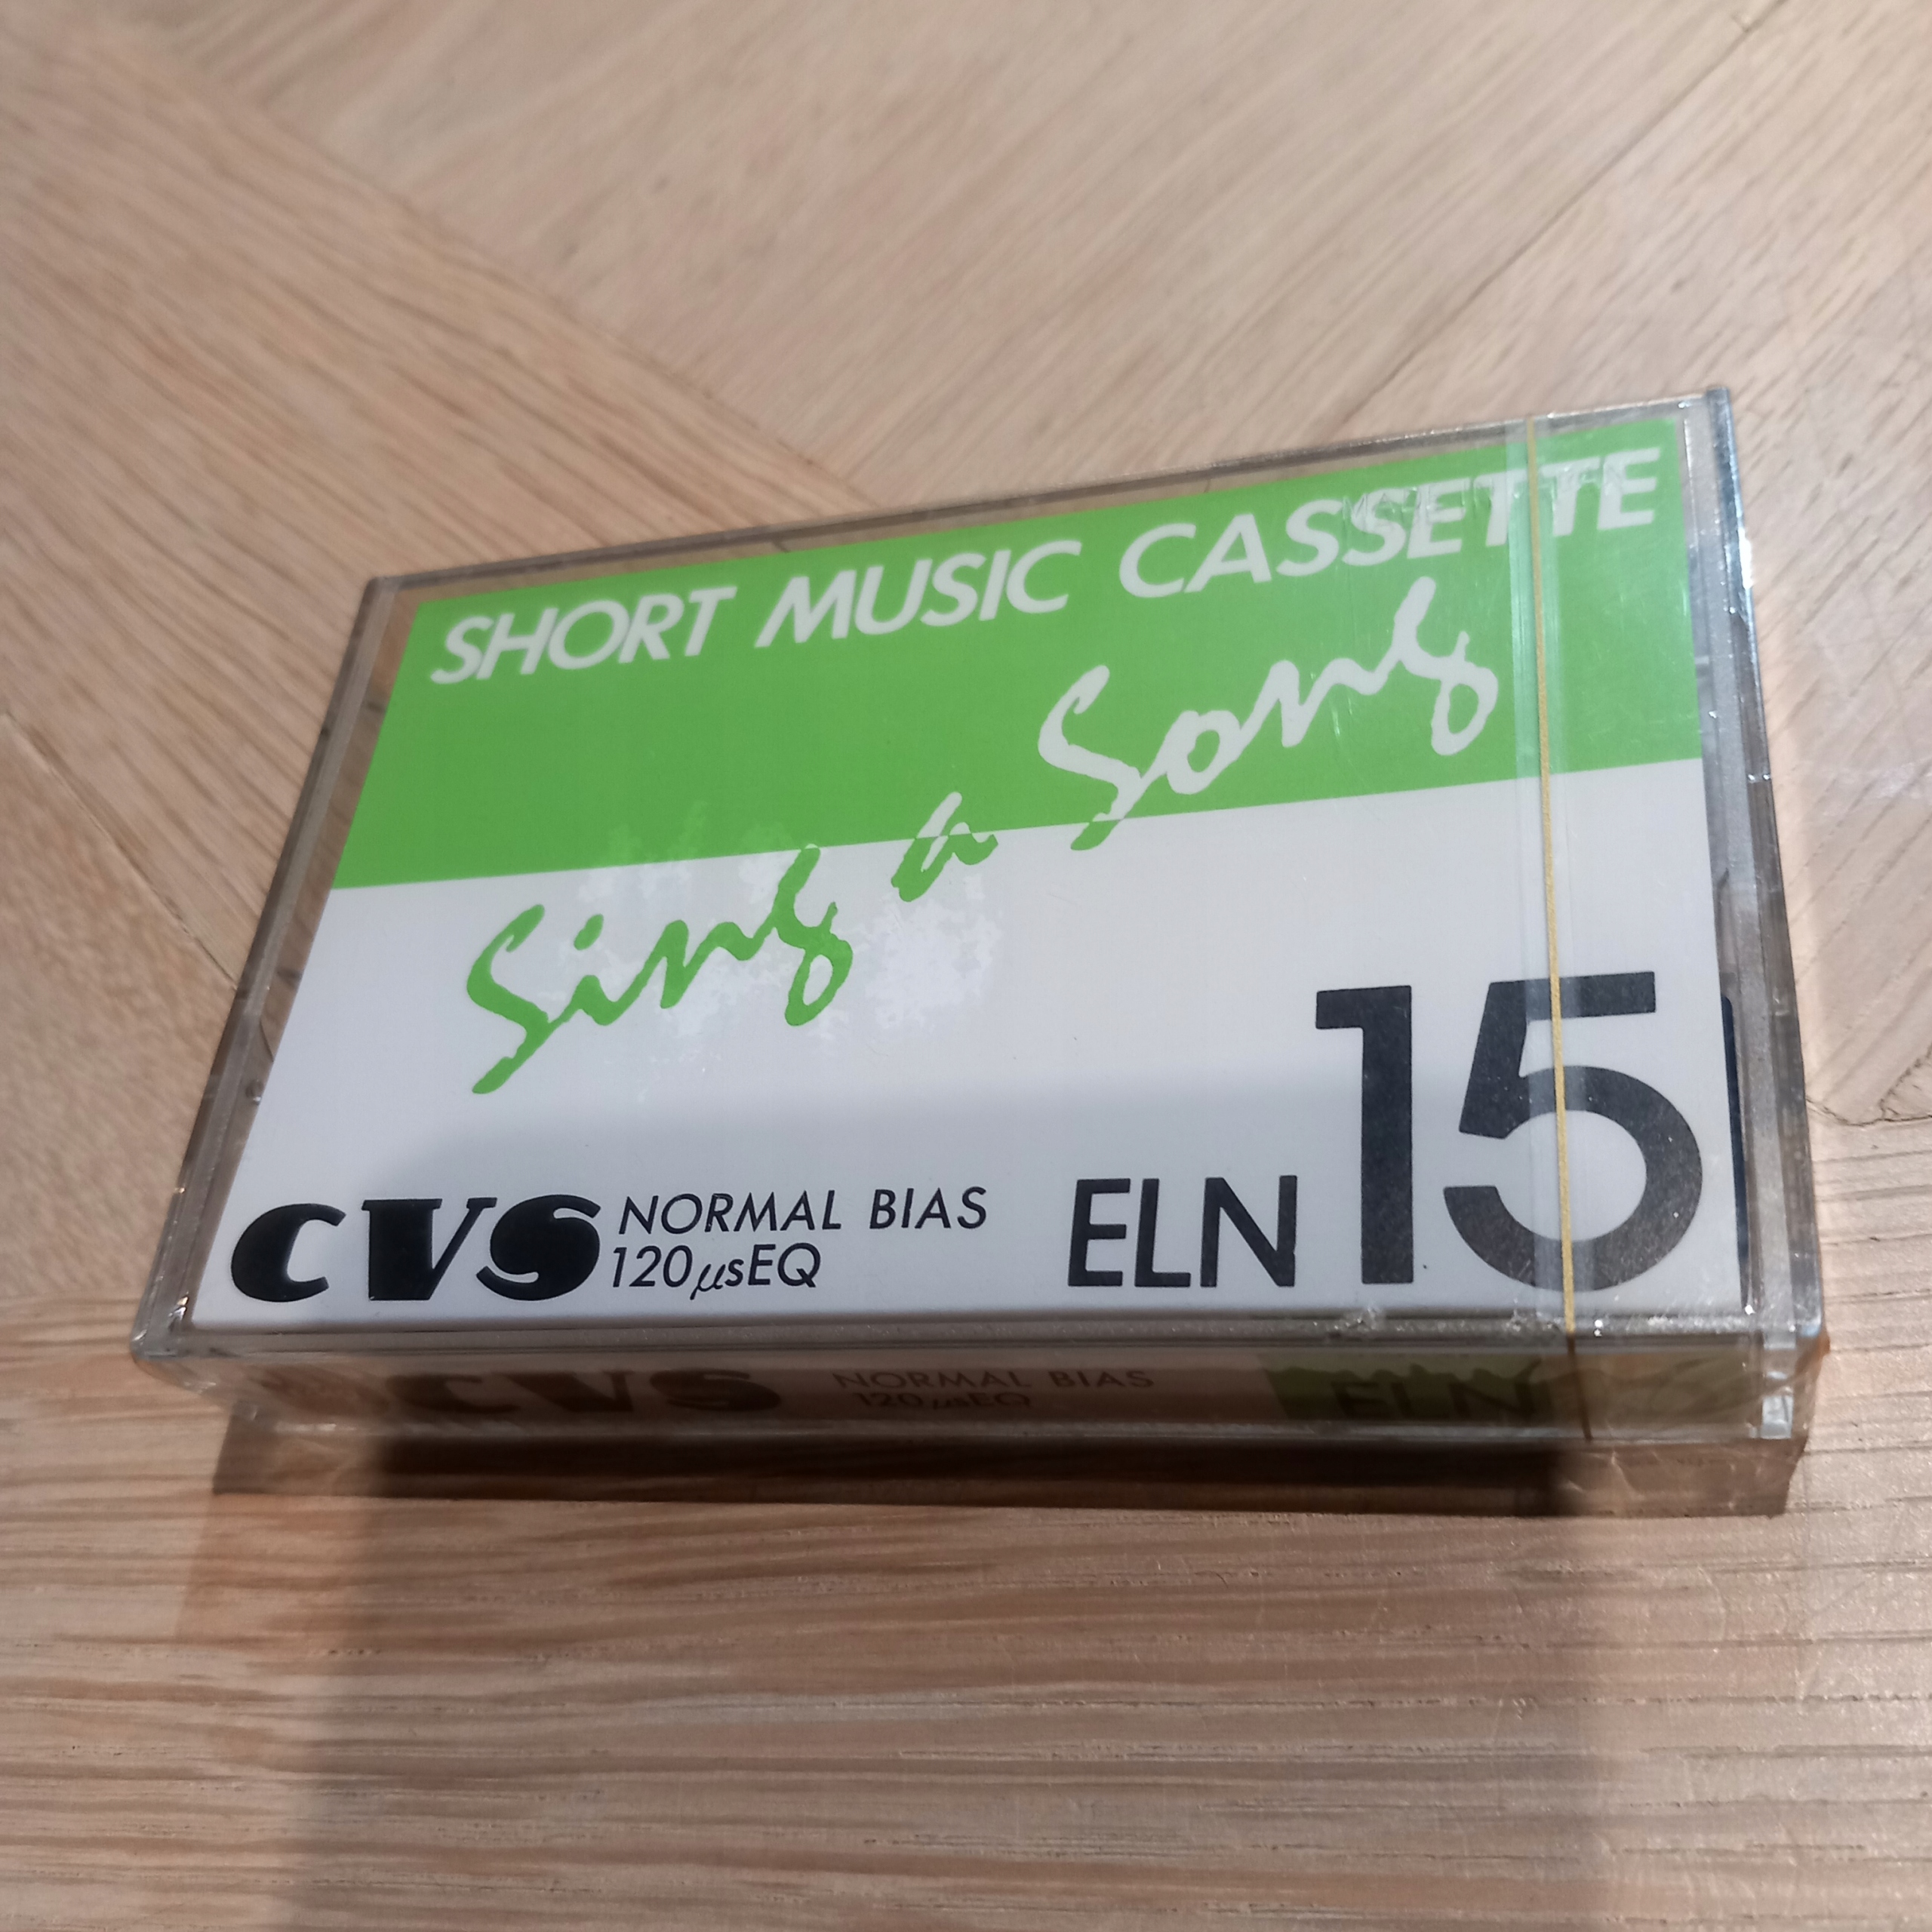 SHORT MUSIC CASSETTE
Sing a Song
CVS NORMAL BIAS
120µsEQ
ELN 15
CVS NORMAL BIAS
120µsEQ
ELN